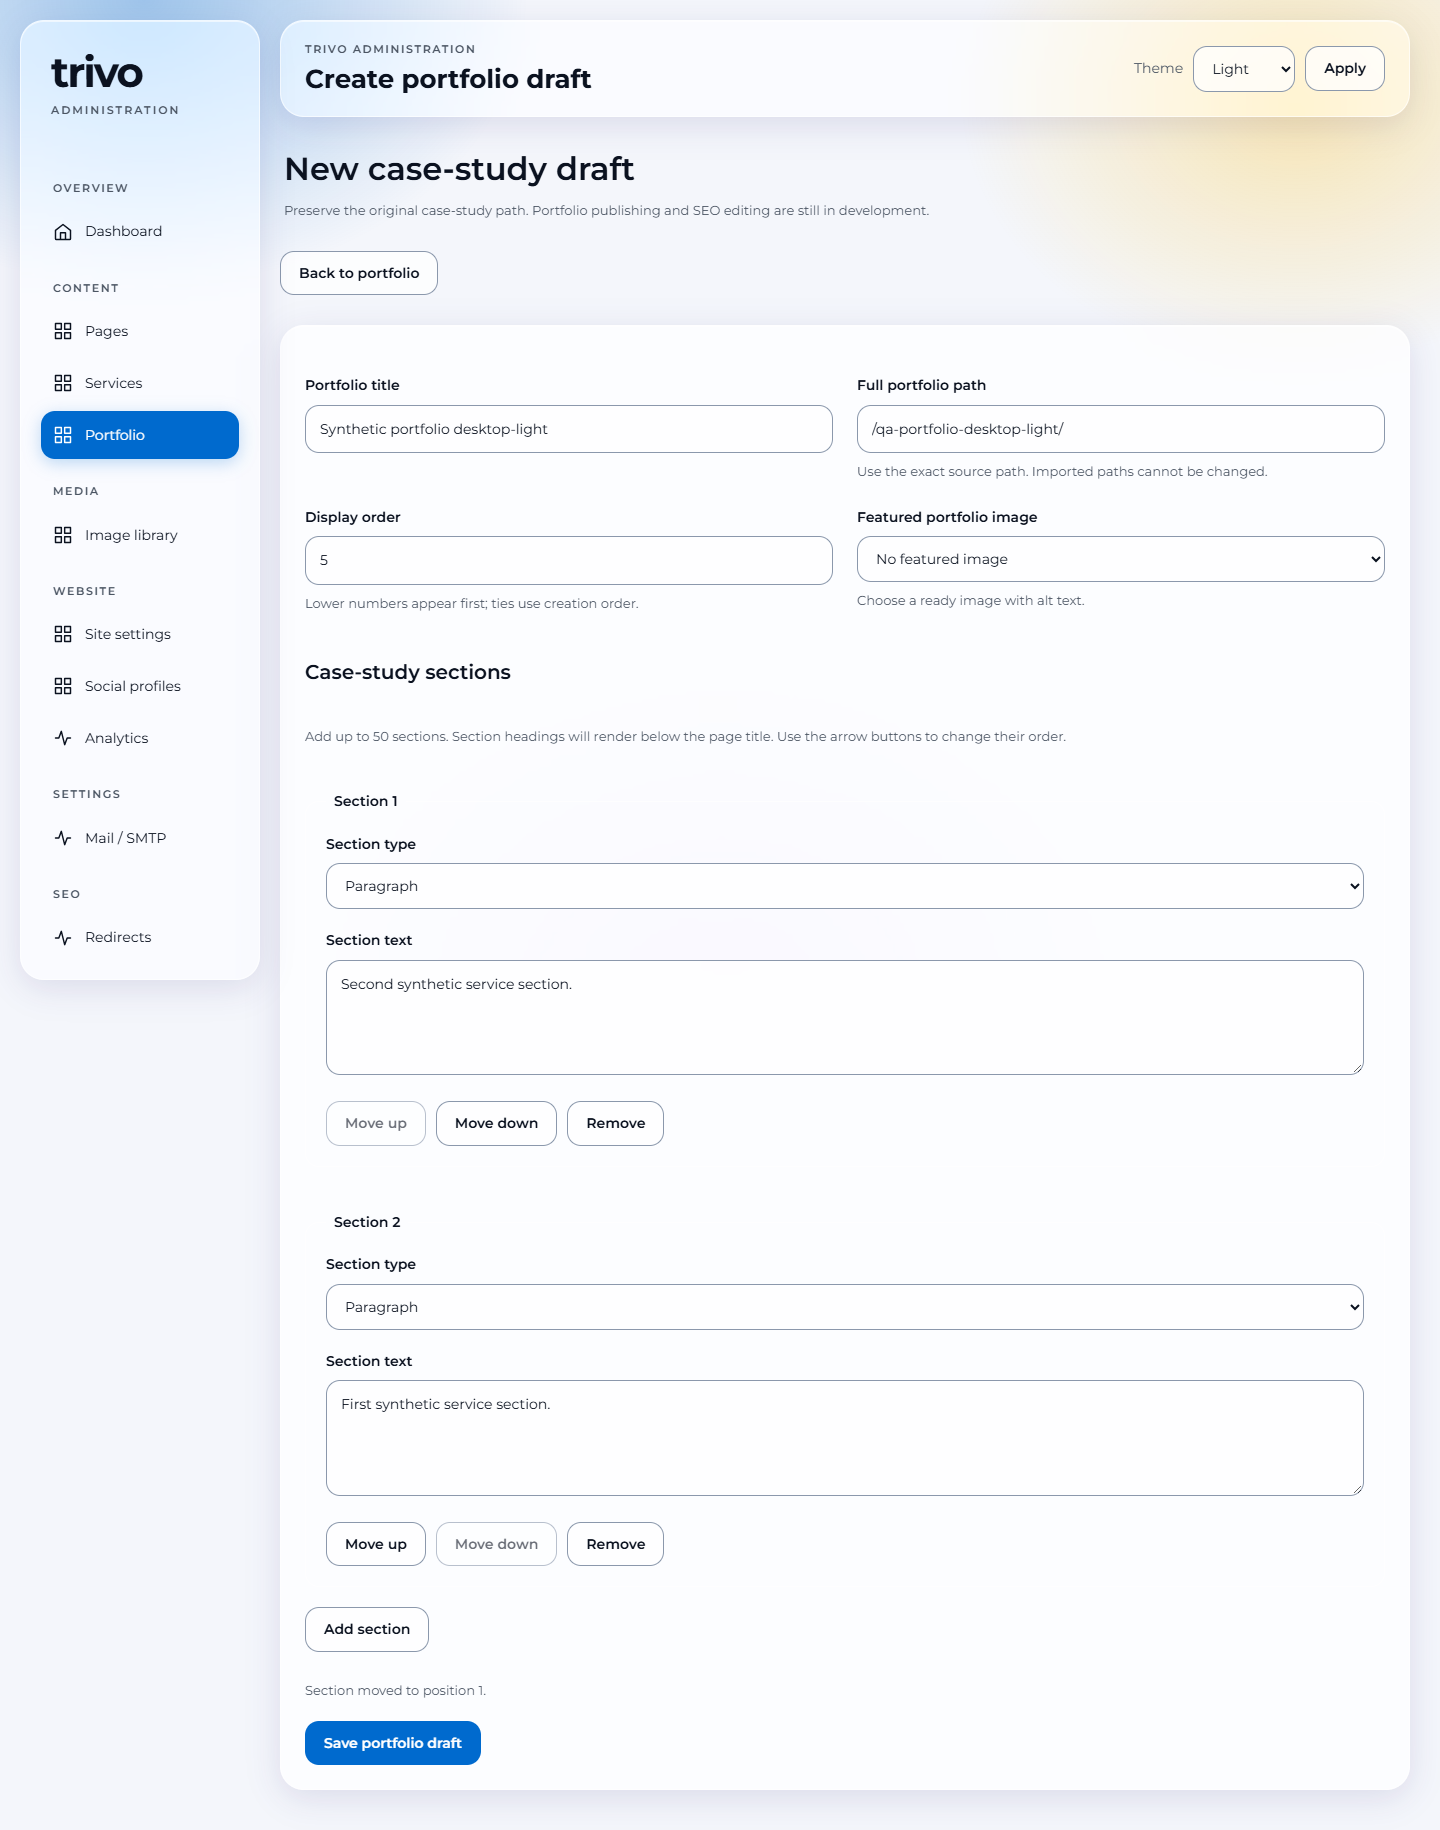 trivo
ADMINISTRATION
OVERVIEW
Dashboard
CONTENT
Pages
Services
Portfolio
MEDIA
Image library
WEBSITE
Site settings
Social profiles
Analytics
SETTINGS
Mail / SMTP
SEO
Redirects
TRIVO ADMINISTRATION
Create portfolio draft
Theme
Light
Apply
New case-study draft
Preserve the original case-study path. Portfolio publishing and SEO editing are still in development.
Back to portfolio
Portfolio title
Synthetic portfolio desktop-light
Full portfolio path
/qa-portfolio-desktop-light/
Use the exact source path. Imported paths cannot be changed.
Display order
5
Lower numbers appear first; ties use creation order.
Featured portfolio image
No featured image
Choose a ready image with alt text.
Case-study sections
Add up to 50 sections. Section headings will render below the page title. Use the arrow buttons to change their order.
Section 1
Section type
Paragraph
Section text
Second synthetic service section.
Move up
Move down
Remove
Section 2
Section type
Paragraph
Section text
First synthetic service section.
Move up
Move down
Remove
Add section
Section moved to position 1.
Save portfolio draft